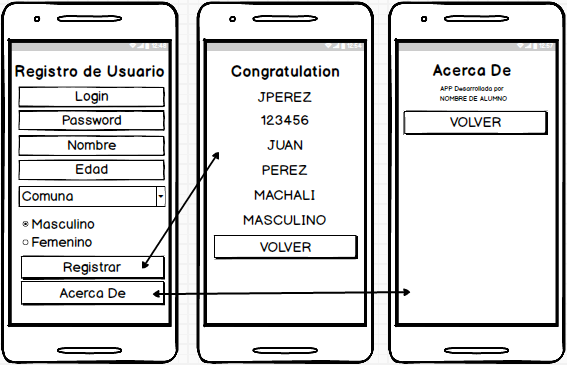 Registro de Usuario
Login
Password
Nombre
Edad
Comuna
Masculino
Femenino
Registrar
Acerca De
Congratulation
JPEREZ
123456
JUAN
PEREZ
MACHALI
MASCULINO
VOLVER
Acerca De
APP Dwsarrollada por
NOMBRE DE ALUMNO
VOLVER